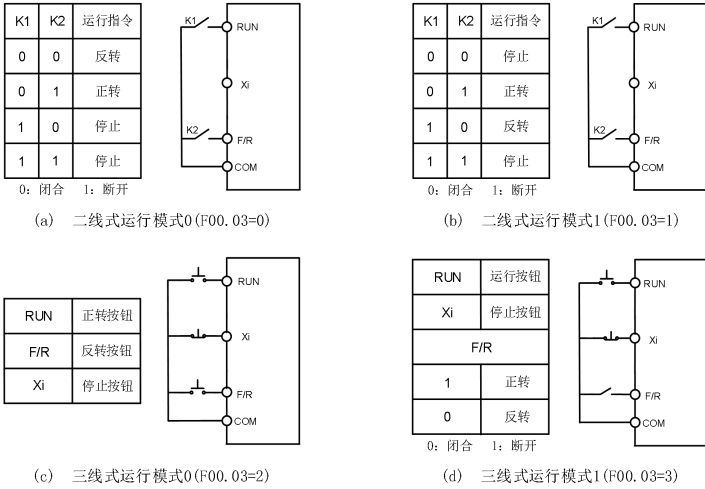 K1 K2 运行指令
0 0 反转
0 1 正转
1 0 停止
1 1 停止
0: 闭合 1: 断开
K1
RUN
Xi
K2
F/R
COM
(a) 二线式运行模式0(F00.03=0)
K1 K2 运行指令
0 0 停止
0 1 正转
1 0 反转
1 1 停止
0: 闭合 1: 断开
K1
RUN
Xi
K2
F/R
COM
(b) 二线式运行模式1(F00.03=1)
RUN 正转按钮
F/R 反转按钮
Xi 停止按钮
RUN
Xi
F/R
COM
(c) 三线式运行模式0(F00.03=2)
RUN 运行按钮
Xi 停止按钮
F/R
1 正转
0 反转
0: 闭合 1: 断开
RUN
Xi
F/R
COM
(d) 三线式运行模式1(F00.03=3)